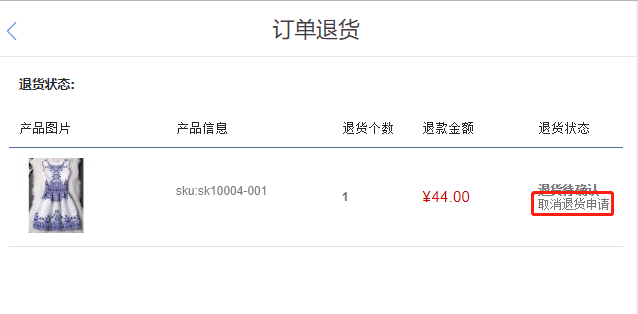 订单退货
退货状态:
产品图片 产品信息 退货个数 退款金额 退货状态
sku:sk10004-001 1 ¥44.00 退货待确认
取消退货申请